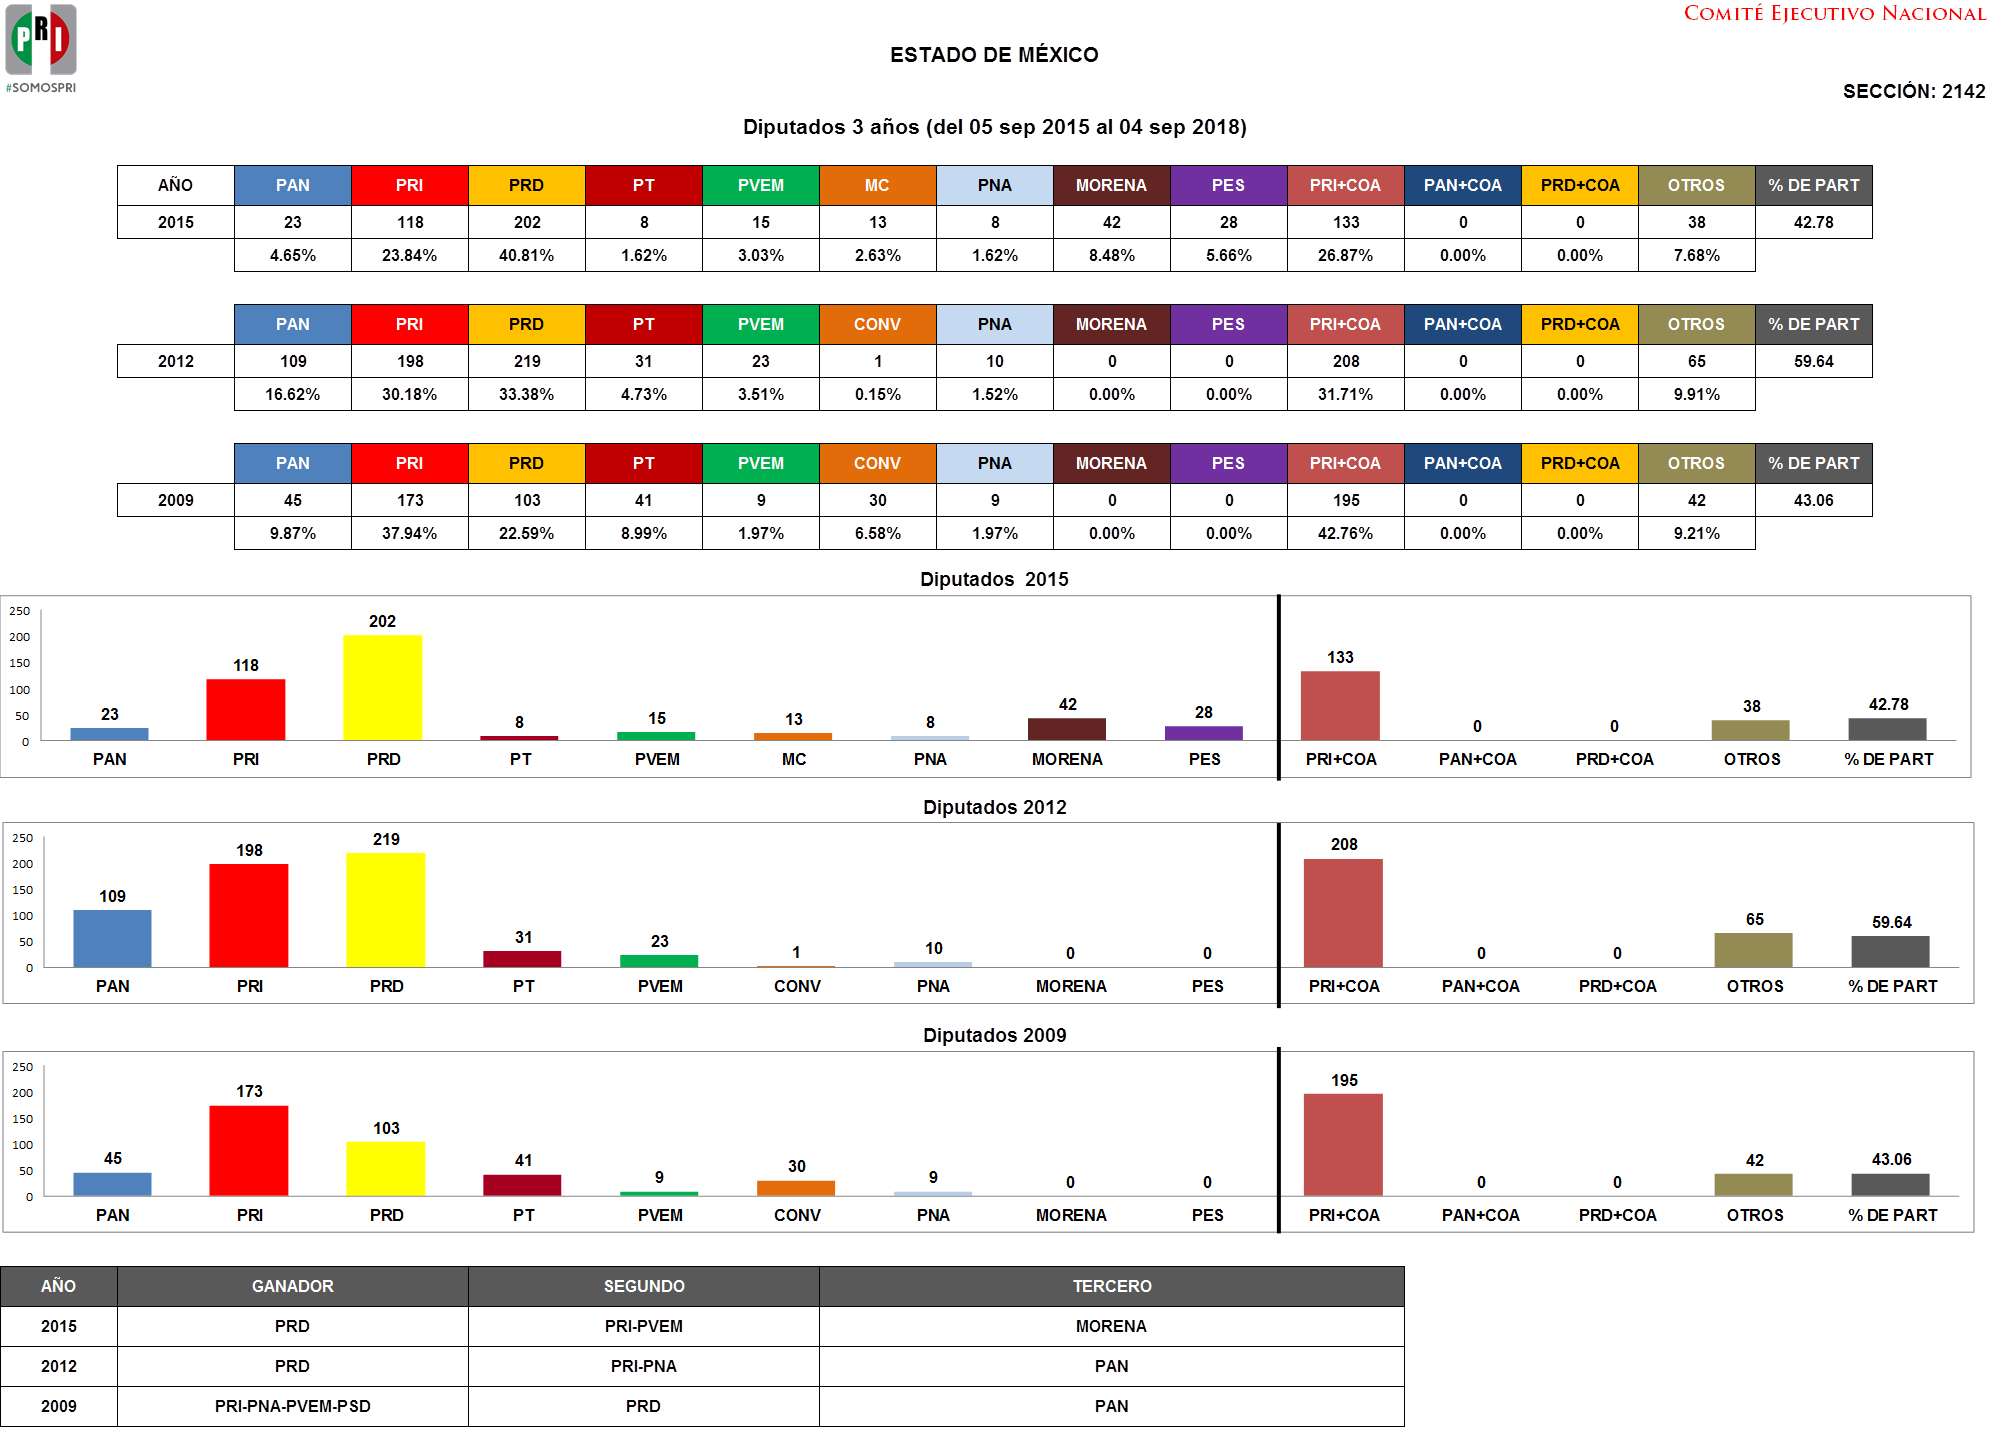 PRI
#SOMOSPRI
COMITÉ EJECUTIVO NACIONAL
ESTADO DE MÉXICO
SECCIÓN: 2142
Diputados 3 años (del 05 sep 2015 al 04 sep 2018)
AÑO PAN PRI PRD PT PVEM MC PNA MORENA PES PRI+COA PAN+COA PRD+COA OTROS % DE PART
2015 23 118 202 8 15 13 8 42 28 133 0 0 38 42.78
4.65% 23.84% 40.81% 1.62% 3.03% 2.63% 1.62% 8.48% 5.66% 26.87% 0.00% 0.00% 7.68%
PAN PRI PRD PT PVEM CONV PNA MORENA PES PRI+COA PAN+COA PRD+COA OTROS % DE PART
2012 109 198 219 31 23 1 10 0 0 208 0 0 65 59.64
16.62% 30.18% 33.38% 4.73% 3.51% 0.15% 1.52% 0.00% 0.00% 31.71% 0.00% 0.00% 9.91%
PAN PRI PRD PT PVEM CONV PNA MORENA PES PRI+COA PAN+COA PRD+COA OTROS % DE PART
2009 45 173 103 41 9 30 9 0 0 195 0 0 42 43.06
9.87% 37.94% 22.59% 8.99% 1.97% 6.58% 1.97% 0.00% 0.00% 42.76% 0.00% 0.00% 9.21%
Diputados 2015
250
200
150
100
50
0
23 118 202 8 15 13 8 42 28 133 0 0 38 42.78
PAN PRI PRD PT PVEM MC PNA MORENA PES PRI+COA PAN+COA PRD+COA OTROS % DE PART
Diputados 2012
250
200
150
100
50
0
109 198 219 31 23 1 10 0 0 208 0 0 65 59.64
PAN PRI PRD PT PVEM CONV PNA MORENA PES PRI+COA PAN+COA PRD+COA OTROS % DE PART
Diputados 2009
250
200
150
100
50
0
45 173 103 41 9 30 9 0 0 195 0 0 42 43.06
PAN PRI PRD PT PVEM CONV PNA MORENA PES PRI+COA PAN+COA PRD+COA OTROS % DE PART
AÑO GANADOR SEGUNDO TERCERO
2015 PRD PRI-PVEM MORENA
2012 PRD PRI-PNA PAN
2009 PRI-PNA-PVEM-PSD PRD PAN